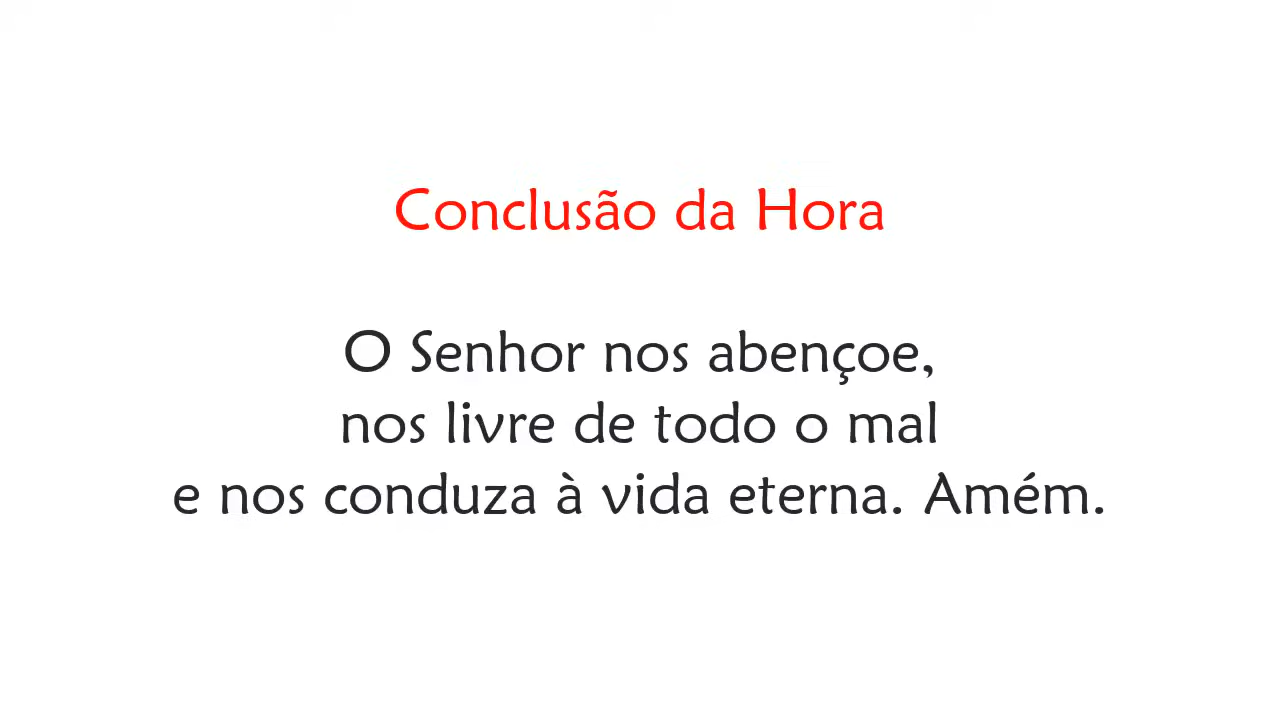 Conclusão da Hora
O Senhor nos abençoe,
nos livre de todo o mal
e nos conduza à vida eterna. Amém.